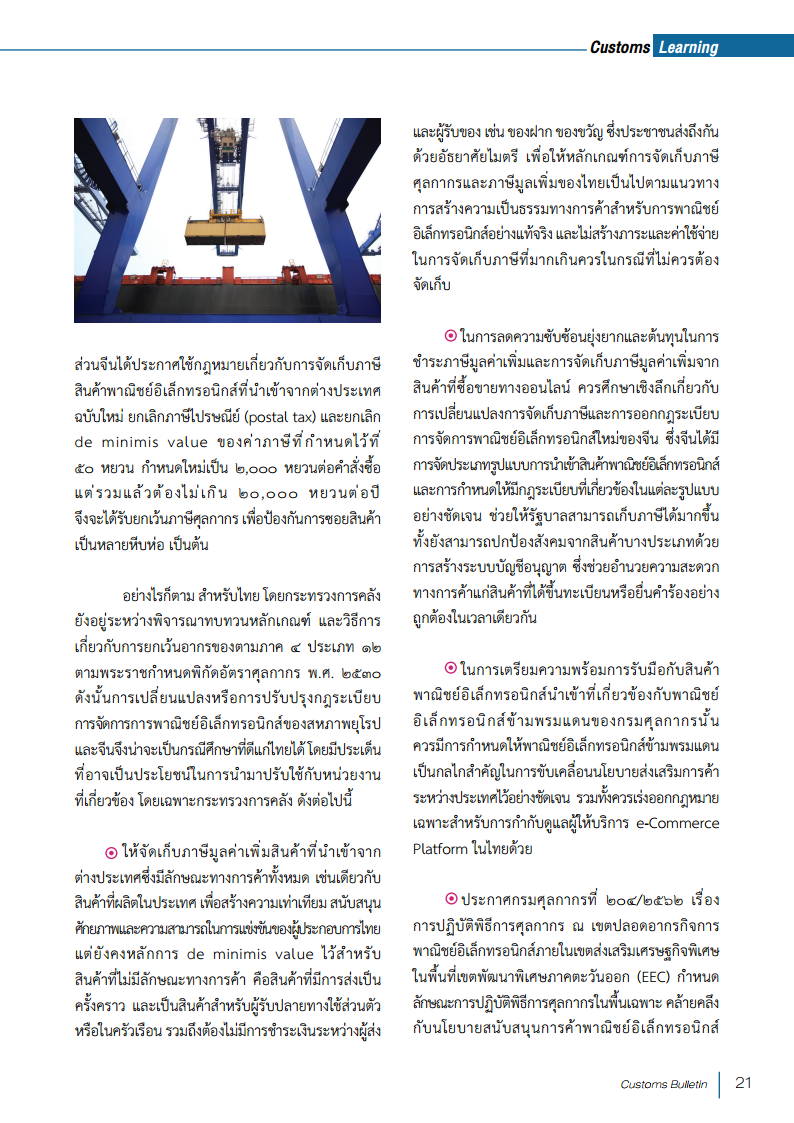 Customs Learning
ส่วนจีนได้ประกาศใช้กฎหมายเกี่ยวกับการจัดเก็บภาษี
สินค้าพาณิชย์อิเล็กทรอนิกส์ที่นำเข้าจากต่างประเทศ
ฉบับใหม่ ยกเลิกภาษีไปรษณีย์ (postal tax) และยกเลิก
de minimis value ของค่าภาษีที่กำหนดไว้ที่
๕๐ หยวน กำหนดใหม่เป็น ๒,๐๐๐ หยวนต่อคำสั่งซื้อ
แต่รวมแล้วต้องไม่เกิน ๒๐,๐๐๐ หยวนต่อปี
จึงจะได้รับยกเว้นภาษีศุลกากร เพื่อป้องกันการซอยสินค้า
เป็นหลายหีบห่อ เป็นต้น
อย่างไรก็ตาม สำหรับไทย โดยกระทรวงการคลัง
ยังอยู่ระหว่างพิจารณาทบทวนหลักเกณฑ์ และวิธีการ
เกี่ยวกับการยกเว้นอากรของตามภาค ๔ ประเภท ๑๒
ตามพระราชกำหนดพิกัดอัตราศุลกากร พ.ศ. ๒๕๓๐
ดังนั้นการเปลี่ยนแปลงหรือการปรับปรุงกฎระเบียบ
การจัดการการพาณิชย์อิเล็กทรอนิกส์ของสหภาพยุโรป
และจีนจึงน่าจะเป็นกรณีศึกษาที่ดีแก่ไทยได้ โดยมีประเด็น
ที่อาจเป็นประโยชน์ในการนำมาปรับใช้กับหน่วยงาน
ที่เกี่ยวข้อง โดยเฉพาะกระทรวงการคลัง ดังต่อไปนี้
ให้จัดเก็บภาษีมูลค่าเพิ่มสินค้าที่นำเข้าจาก
ต่างประเทศซึ่งมีลักษณะทางการค้าทั้งหมด เช่นเดียวกับ
สินค้าที่ผลิตในประเทศ เพื่อสร้างความเท่าเทียม สนับสนุน
ศักยภาพและความสามารถในการแข่งขันของผู้ประกอบการไทย
แต่ยังคงหลักการ de minimis value ไว้สำหรับ
สินค้าที่ไม่มีลักษณะทางการค้า คือสินค้าที่มีการส่งเป็น
ครั้งคราว และเป็นสินค้าสำหรับผู้รับปลายทางใช้ส่วนตัว
หรือในครัวเรือน รวมถึงต้องไม่มีการชำระเงินระหว่างผู้ส่ง
และผู้รับของ เช่น ของฝาก ของขวัญ ซึ่งประชาชนส่งถึงกัน
ด้วยอัธยาศัยไมตรี เพื่อให้หลักเกณฑ์การจัดเก็บภาษี
ศุลกากรและภาษีมูลเพิ่มของไทยเป็นไปตามแนวทาง
การสร้างความเป็นธรรมทางการค้าสำหรับการพาณิชย์
อิเล็กทรอนิกส์อย่างแท้จริง และไม่สร้างภาระและค่าใช้จ่าย
ในการจัดเก็บภาษีที่มากเกินควรในกรณีที่ไม่ควรต้อง
จัดเก็บ
ในการลดความซับซ้อนยุ่งยากและต้นทุนในการ
ชำระภาษีมูลค่าเพิ่มและการจัดเก็บภาษีมูลค่าเพิ่มจาก
สินค้าที่ซื้อขายทางออนไลน์ ควรศึกษาเชิงลึกเกี่ยวกับ
การเปลี่ยนแปลงการจัดเก็บภาษีและการออกกฎระเบียบ
การจัดการพาณิชย์อิเล็กทรอนิกส์ใหม่ของจีน ซึ่งจีนได้มี
การจัดประเภทรูปแบบการนำเข้าสินค้าพาณิชย์อิเล็กทรอนิกส์
และการกำหนดให้มีกฎระเบียบที่เกี่ยวข้องในแต่ละรูปแบบ
อย่างชัดเจน ช่วยให้รัฐบาลสามารถเก็บภาษีได้มากขึ้น
ทั้งยังสามารถปกป้องสังคมจากสินค้าบางประเภทด้วย
การสร้างระบบบัญชีอนุญาต ซึ่งช่วยอำนวยความสะดวก
ทางการค้าแก่สินค้าที่ได้ขึ้นทะเบียนหรือยื่นคำร้องอย่าง
ถูกต้องในเวลาเดียวกัน
ในการเตรียมความพร้อมการรับมือกับสินค้า
พาณิชย์อิเล็กทรอนิกส์นำเข้าที่เกี่ยวข้องกับพาณิชย์
อิเล็กทรอนิกส์ข้ามพรมแดนของกรมศุลกากรนั้น
ควรมีการกำหนดให้พาณิชย์อิเล็กทรอนิกส์ข้ามพรมแดน
เป็นกลไกสำคัญในการขับเคลื่อนนโยบายส่งเสริมการค้า
ระหว่างประเทศไว้อย่างชัดเจน รวมทั้งควรเร่งออกกฎหมาย
เฉพาะสำหรับการกำกับดูแลผู้ให้บริการ e-Commerce
Platform ในไทยด้วย
ประกาศกรมศุลกากรที่ ๒๐๔/๒๕๖๒ เรื่อง
การปฏิบัติพิธีการศุลกากร ณ เขตปลอดอากรกิจการ
พาณิชย์อิเล็กทรอนิกส์ภายในเขตส่งเสริมเศรษฐกิจพิเศษ
ในพื้นที่เขตพัฒนาพิเศษภาคตะวันออก (EEC) กำหนด
ลักษณะการปฏิบัติพิธีการศุลกากรในพื้นเฉพาะ คล้ายคลึง
กับนโยบายสนับสนุนการค้าพาณิชย์อิเล็กทรอนิกส์
Customs Bulletin 21